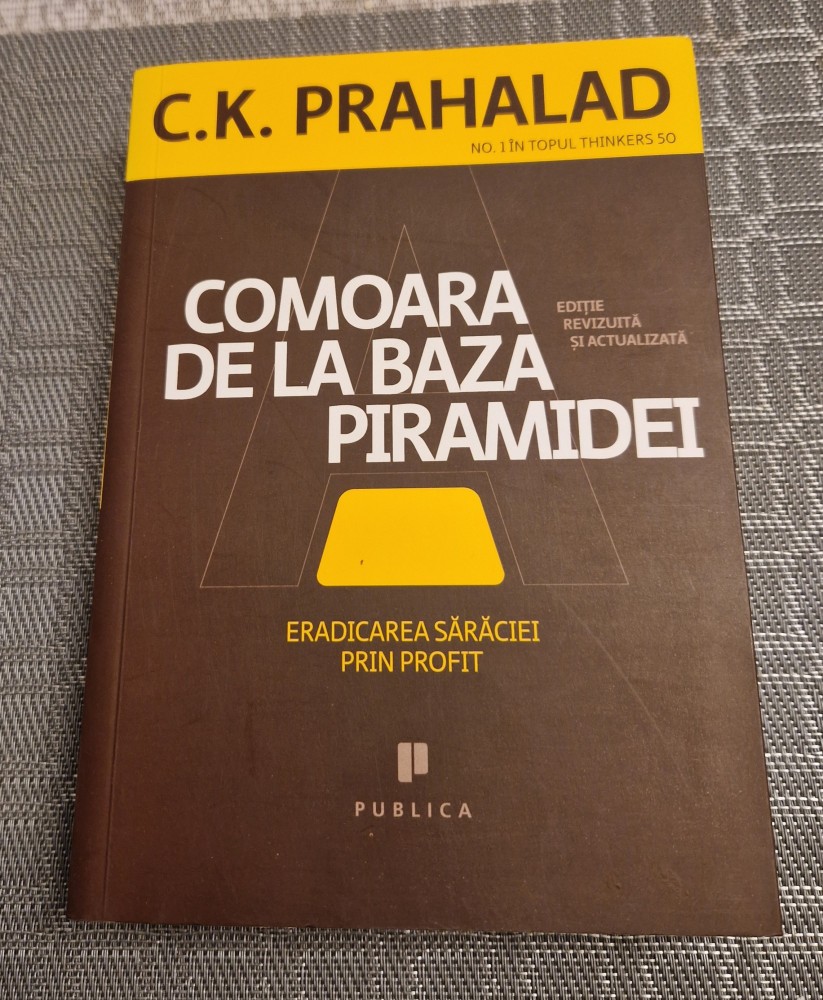 C.K. PRAHALAD
NO. 1 ÎN TOPUL THINKERS 50
COMOARA
DE LA BAZA
PIRAMIDEI
EDIȚIE
REVIZUITĂ
ȘI ACTUALIZATĂ
ERADICAREA SĂRĂCIEI
PRIN PROFIT
PUBLICA